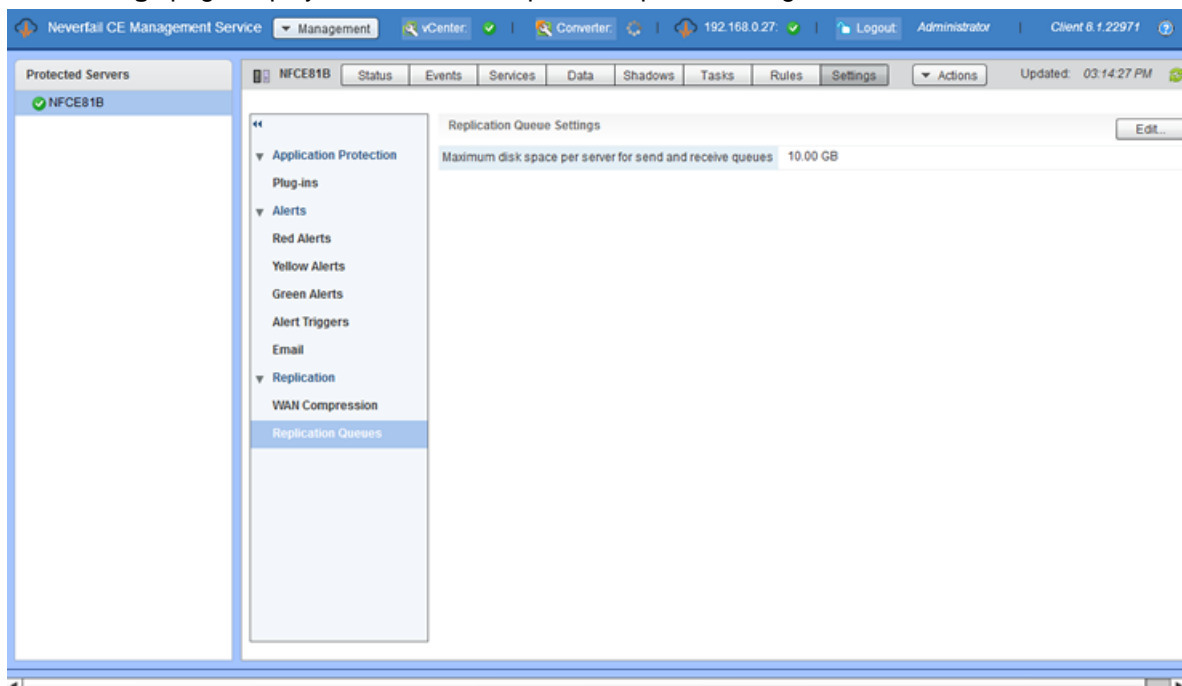 Neverfail CE Management Service Management vCenter: | Converter: | 192.168.0.27: | Logout: Administrator | Client 6.1.22971
Protected Servers
NFCE81B
NFCE81B Status Events Services Data Shadows Tasks Rules Settings Actions Updated: 03:14:27 PM
Replication Queue Settings
Edit...
Maximum disk space per server for send and receive queues 10.00 GB
Application Protection
Plug-ins
Alerts
Red Alerts
Yellow Alerts
Green Alerts
Alert Triggers
Email
Replication
WAN Compression
Replication Queues